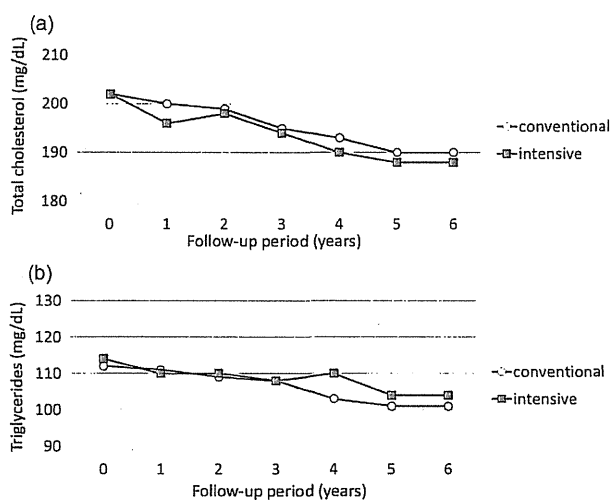 (a)
Total cholesterol (mg/dL)
210
200
190
180
0 1 2 3 4 5 6
Follow-up period (years)
conventional
intensive
(b)
Triglycerides (mg/dL)
130
120
110
100
90
0 1 2 3 4 5 6
Follow-up period (years)
conventional
intensive